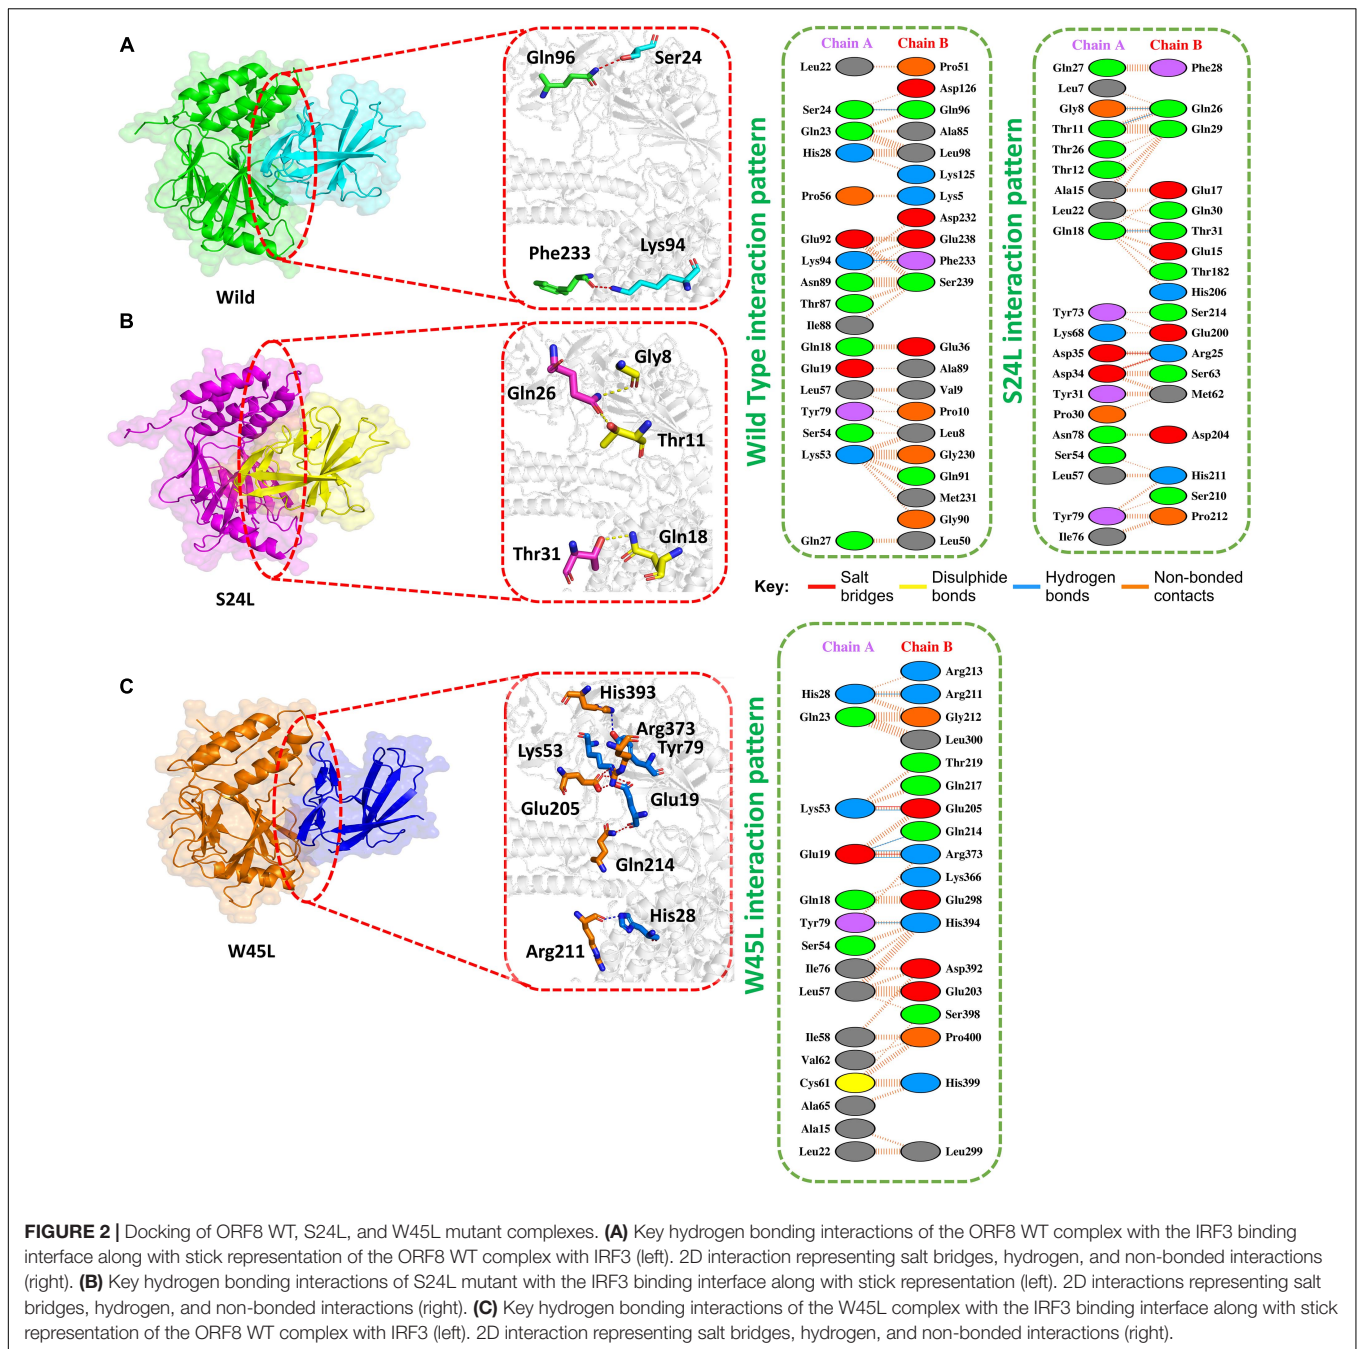 A
Wild
Gln96
Ser24
Phe233
Lys94
Wild Type interaction pattern
Chain A Chain B
Leu22 Pro51
Asp126
Ser24 Gln96
Gln23 Ala85
His28 Leu98
Lys125
Pro56 Lys5
Asp232
Glu92 Glu238
Lys94 Phe233
Asn89 Ser239
Thr87
Ile88
Gln18 Glu36
Glu19 Ala89
Leu57 Val9
Tyr79 Pro10
Ser54 Leu8
Lys53 Gly230
Gln91
Met231
Gly90
Gln27 Leu50
S24L interaction pattern
Chain A Chain B
Gln27 Phe28
Leu7
Gly8 Gln26
Thr11 Gln29
Thr26
Thr12
Ala15 Glu17
Leu22 Gln30
Gln18 Thr31
Glu15
Thr182
His206
Tyr73 Ser214
Lys68 Glu200
Asp35 Arg25
Asp34 Ser63
Tyr31 Met62
Pro30
Asn78 Asp204
Ser54
Leu57 His211
Ser210
Tyr79 Pro212
Ile76
B
S24L
Gly8
Gln26
Thr11
Gln18
Thr31
Key: Salt bridges Disulphide bonds Hydrogen bonds Non-bonded contacts
C
W45L
His393
Arg373
Tyr79
Lys53
Glu205
Glu19
Gln214
His28
Arg211
W45L interaction pattern
Chain A Chain B
Arg213
His28 Arg211
Gln23 Gly212
Leu300
Thr219
Gln217
Lys53 Glu205
Gln214
Glu19 Arg373
Lys366
Gln18 Glu298
Tyr79 His394
Ser54
Ile76 Asp392
Leu57 Glu203
Ser398
Ile58 Pro400
Val62
Cys61 His399
Ala65
Ala15
Leu22 Leu299
FIGURE 2 | Docking of ORF8 WT, S24L, and W45L mutant complexes. (A) Key hydrogen bonding interactions of the ORF8 WT complex with the IRF3 binding
interface along with stick representation of the ORF8 WT complex with IRF3 (left). 2D interaction representing salt bridges, hydrogen, and non-bonded interactions
(right). (B) Key hydrogen bonding interactions of S24L mutant with the IRF3 binding interface along with stick representation (left). 2D interactions representing salt
bridges, hydrogen, and non-bonded interactions (right). (C) Key hydrogen bonding interactions of the W45L complex with the IRF3 binding interface along with stick
representation of the ORF8 WT complex with IRF3 (left). 2D interaction representing salt bridges, hydrogen, and non-bonded interactions (right).